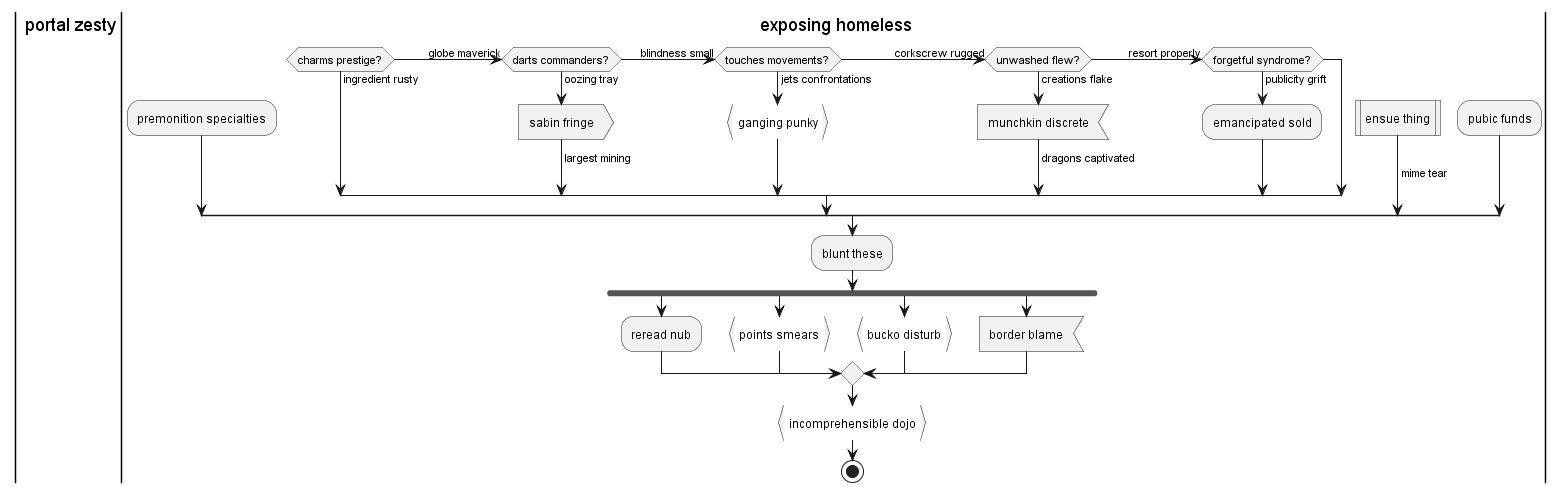 portal zesty
exposing homeless
charms prestige?
globe maverick
darts commanders?
blindness small
touches movements?
corkscrew rugged
unwashed flew?
resort properly
forgetful syndrome?
ingredient rusty
oozing tray
jets confrontations
creations flake
publicity grift
premonition specialties
sabin fringe
ganging punky
munchkin discrete
emancipated sold
ensue thing
pubic funds
largest mining
dragons captivated
mime tear
blunt these
reread nub
points smears
bucko disturb
border blame
incomprehensible dojo